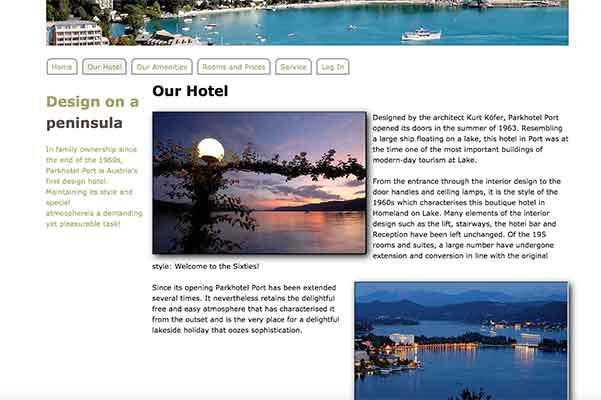 Home
Our Hotel
Our Amenities
Rooms and Prices
Service
Log In
Design on a
peninsula
In family ownership since
the end of the 1960s,
Parkhotel Port is Austria's
first design hotel.
Maintaining its style and
special
atmosphereis a demanding
yet pleasurable task!
Our Hotel
Designed by the architect Kurt Köfer, Parkhotel Port
opened its doors in the summer of 1963. Resembling
a large ship floating on a lake, this hotel in Port was at
the time one of the most important buildings of
modern-day tourism at Lake.
From the entrance through the interior design to the
door handles and ceiling lamps, it is the style of the
1960s which characterises this boutique hotel in
Homeland on Lake. Many elements of the interior
design such as the lift, stairways, the hotel bar and
Reception have been left unchanged. Of the 195
rooms and suites, a large number have undergone
extension and conversion in line with the original
style: Welcome to the Sixties!
Since its opening Parkhotel Port has been extended
several times. It nevertheless retains the delightful
free and easy atmosphere that has characterised it
from the outset and is the very place for a delightful
lakeside holiday that oozes sophistication.